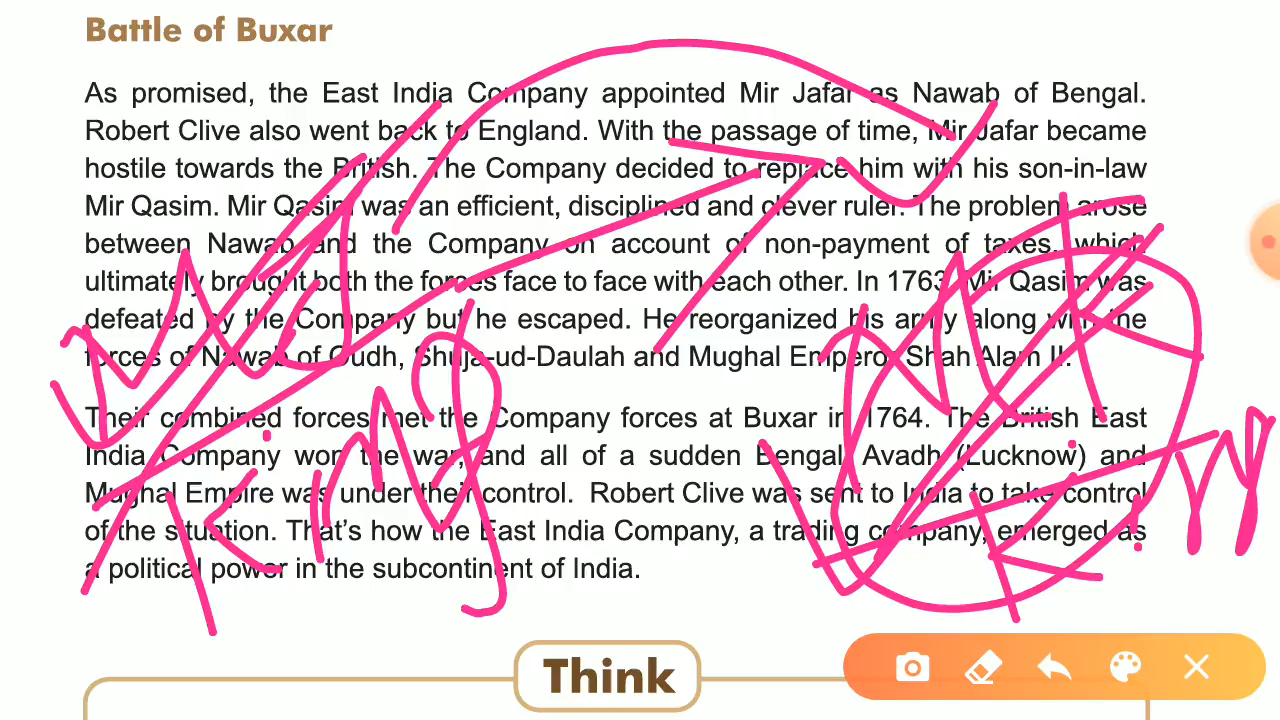 Battle of Buxar
As promised, the East India Company appointed Mir Jafar as Nawab of Bengal.
Robert Clive also went back to England. With the passage of time, Mir Jafar became
hostile towards the British. The Company decided to replace him with his son-in-law
Mir Qasim. Mir Qasim was an efficient, disciplined and clever ruler. The problem arose
between Nawab and the Company on account of non-payment of taxes, which
ultimately brought both the forces face to face with each other. In 1763, Mir Qasim was
defeated by the Company but he escaped. He reorganized his army along with the
forces of Nawab of Oudh, Shuja-ud-Daulah and Mughal Emperor Shah Alam II.
Their combined forces met the Company forces at Buxar in 1764. The British East
India Company won the war, and all of a sudden Bengal, Avadh (Lucknow) and
Mughal Empire was under their control. Robert Clive was sent to India to take control
of the situation. That’s how the East India Company, a trading company, emerged as
a political power in the subcontinent of India.
King
Think